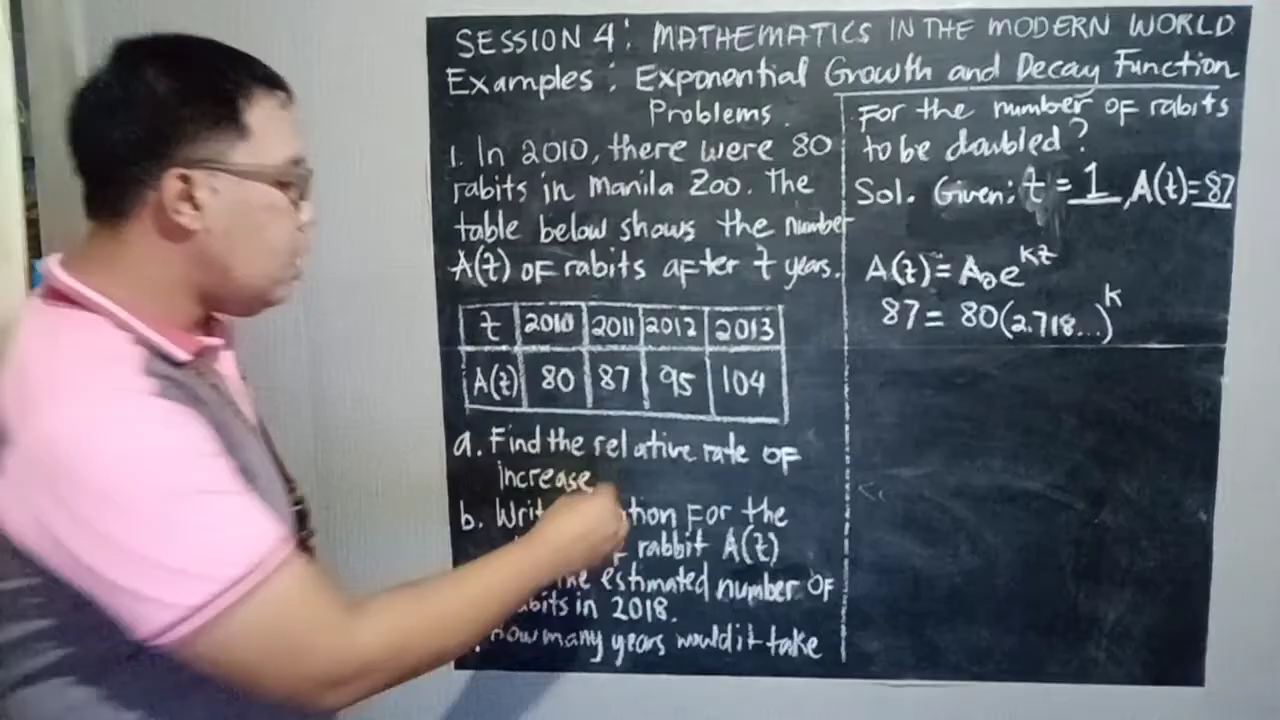 SESSION 4: MATHEMATICS IN THE MODERN WORLD
Examples: Exponential Growth and Decay Function
Problems.
1. In 2010, there were 80
rabits in Manila Zoo. The
table below shows the number
A(t) of rabits after t years.
t 2010 2011 2012 2013
A(t) 80 87 95 104
a. Find the relative rate of
increase
b. for the
rabbit A(t)
estimated number of
in 2018.
how many years would it take
For the number of rabits
to be doubled?
Sol. Given: t = 1, A(t)=87
A(t) = A₀e^kt
87 = 80(2.718...)^k